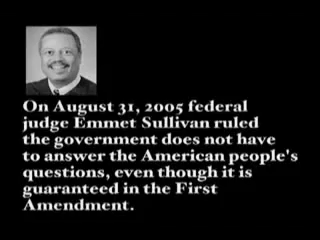 On August 31, 2005 federal
judge Emmet Sullivan ruled
the government does not have
to answer the American people's
questions, even though it is
guaranteed in the First
Amendment.